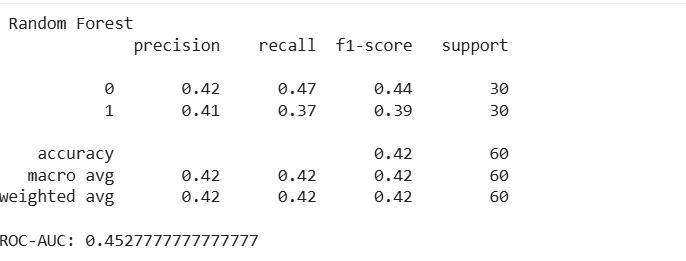 Random Forest
precision recall f1-score support
0 0.42 0.47 0.44 30
1 0.41 0.37 0.39 30
accuracy 0.42 60
macro avg 0.42 0.42 0.42 60
weighted avg 0.42 0.42 0.42 60
ROC-AUC: 0.4527777777777777